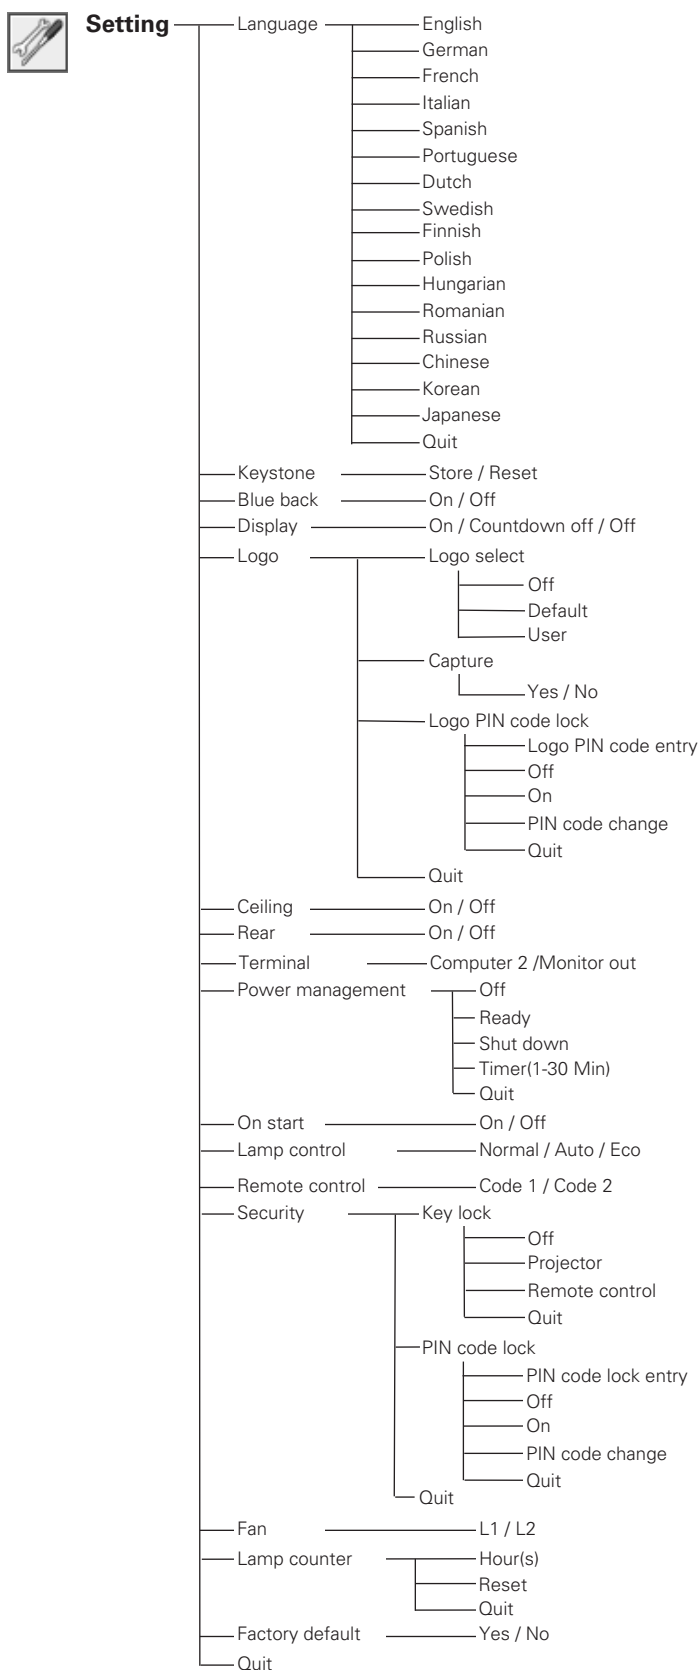 Setting Language English
German
French
Italian
Spanish
Portuguese
Dutch
Swedish
Finnish
Polish
Hungarian
Romanian
Russian
Chinese
Korean
Japanese
Quit
Keystone Store / Reset
Blue back On / Off
Display On / Countdown off / Off
Logo Logo select
Off
Default
User
Capture
Yes / No
Logo PIN code lock
Logo PIN code entry
Off
On
PIN code change
Quit
Quit
Ceiling On / Off
Rear On / Off
Terminal Computer 2 /Monitor out
Power management Off
Ready
Shut down
Timer(1-30 Min)
Quit
On start On / Off
Lamp control Normal / Auto / Eco
Remote control Code 1 / Code 2
Security Key lock
Off
Projector
Remote control
Quit
PIN code lock
PIN code lock entry
Off
On
PIN code change
Quit
Quit
Fan L1 / L2
Lamp counter Hour(s)
Reset
Quit
Factory default Yes / No
Quit